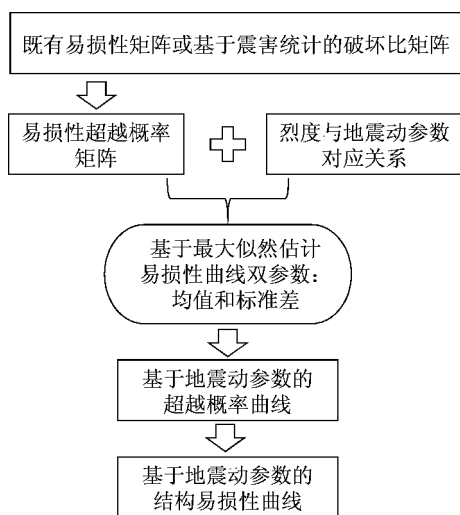 既有易损性矩阵或基于震害统计的破坏比矩阵
易损性超越概率
矩阵
烈度与地震动参数
对应关系
基于最大似然估计
易损性曲线双参数：
均值和标准差
基于地震动参数的
超越概率曲线
基于地震动参数的
结构易损性曲线